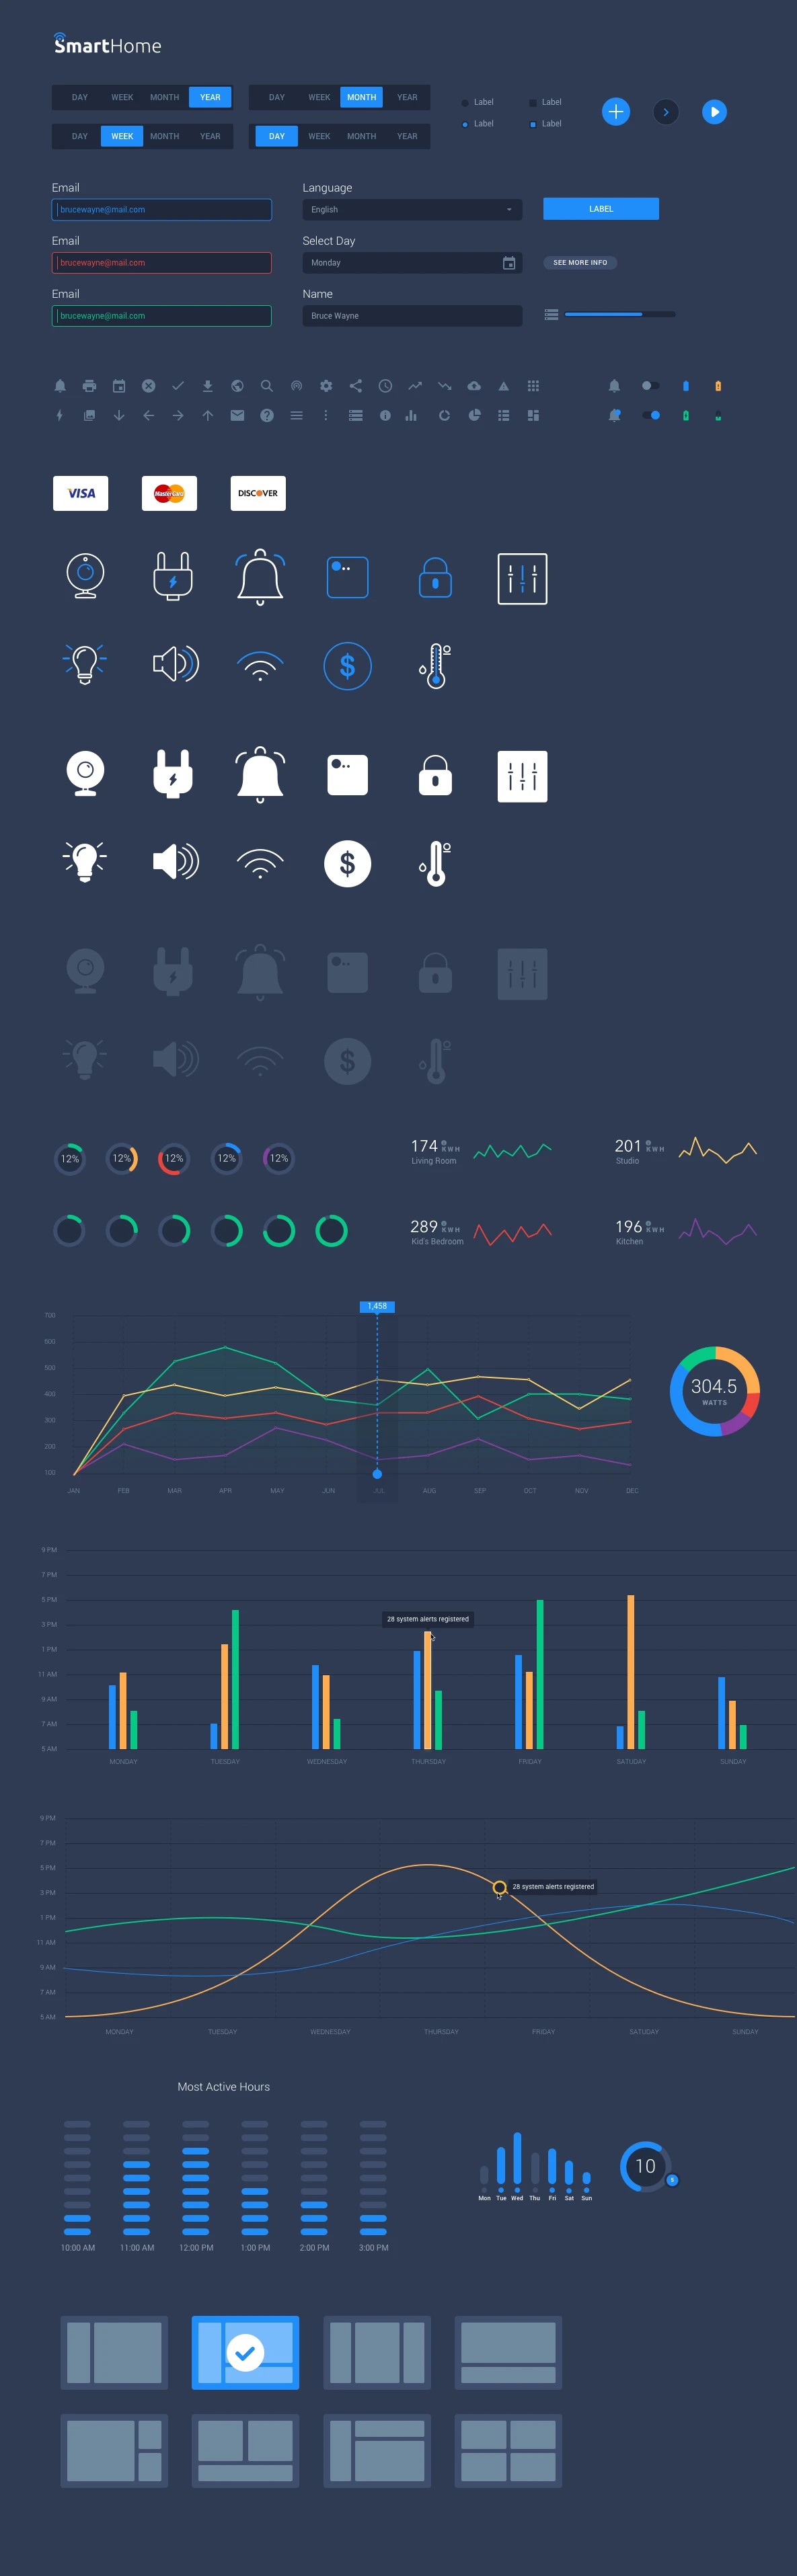 SmartHome
DAY WEEK MONTH YEAR
DAY WEEK MONTH YEAR
Label Label
DAY WEEK MONTH YEAR
DAY WEEK MONTH YEAR
Label Label
Email
brucewayne@mail.com
Language
English
LABEL
Email
brucewayne@mail.com
Select Day
Monday
SEE MORE INFO
Email
brucewayne@mail.com
Name
Bruce Wayne
VISA
MasterCard
DISCOVER
$
$
$
12% 12% 12% 12% 12%
174 KWH
Living Room
201 KWH
Studio
289 KWH
Kid's Bedroom
196 KWH
Kitchen
1,458
700
600
500
400
300
200
100
JAN FEB MAR APR MAY JUN JUL AUG SEP OCT NOV DEC
304.5
WATTS
9 PM
7 PM
5 PM
3 PM
1 PM
11 AM
9 AM
7 AM
5 AM
28 system alerts registered
MONDAY TUESDAY WEDNESDAY THURSDAY FRIDAY SATUDAY SUNDAY
9 PM
7 PM
5 PM
3 PM
1 PM
11 AM
9 AM
7 AM
5 AM
28 system alerts registered
MONDAY TUESDAY WEDNESDAY THURSDAY FRIDAY SATUDAY SUNDAY
Most Active Hours
10:00 AM 11:00 AM 12:00 PM 1:00 PM 2:00 PM 3:00 PM
Mon Tue Wed Thu Fri Sat Sun
10